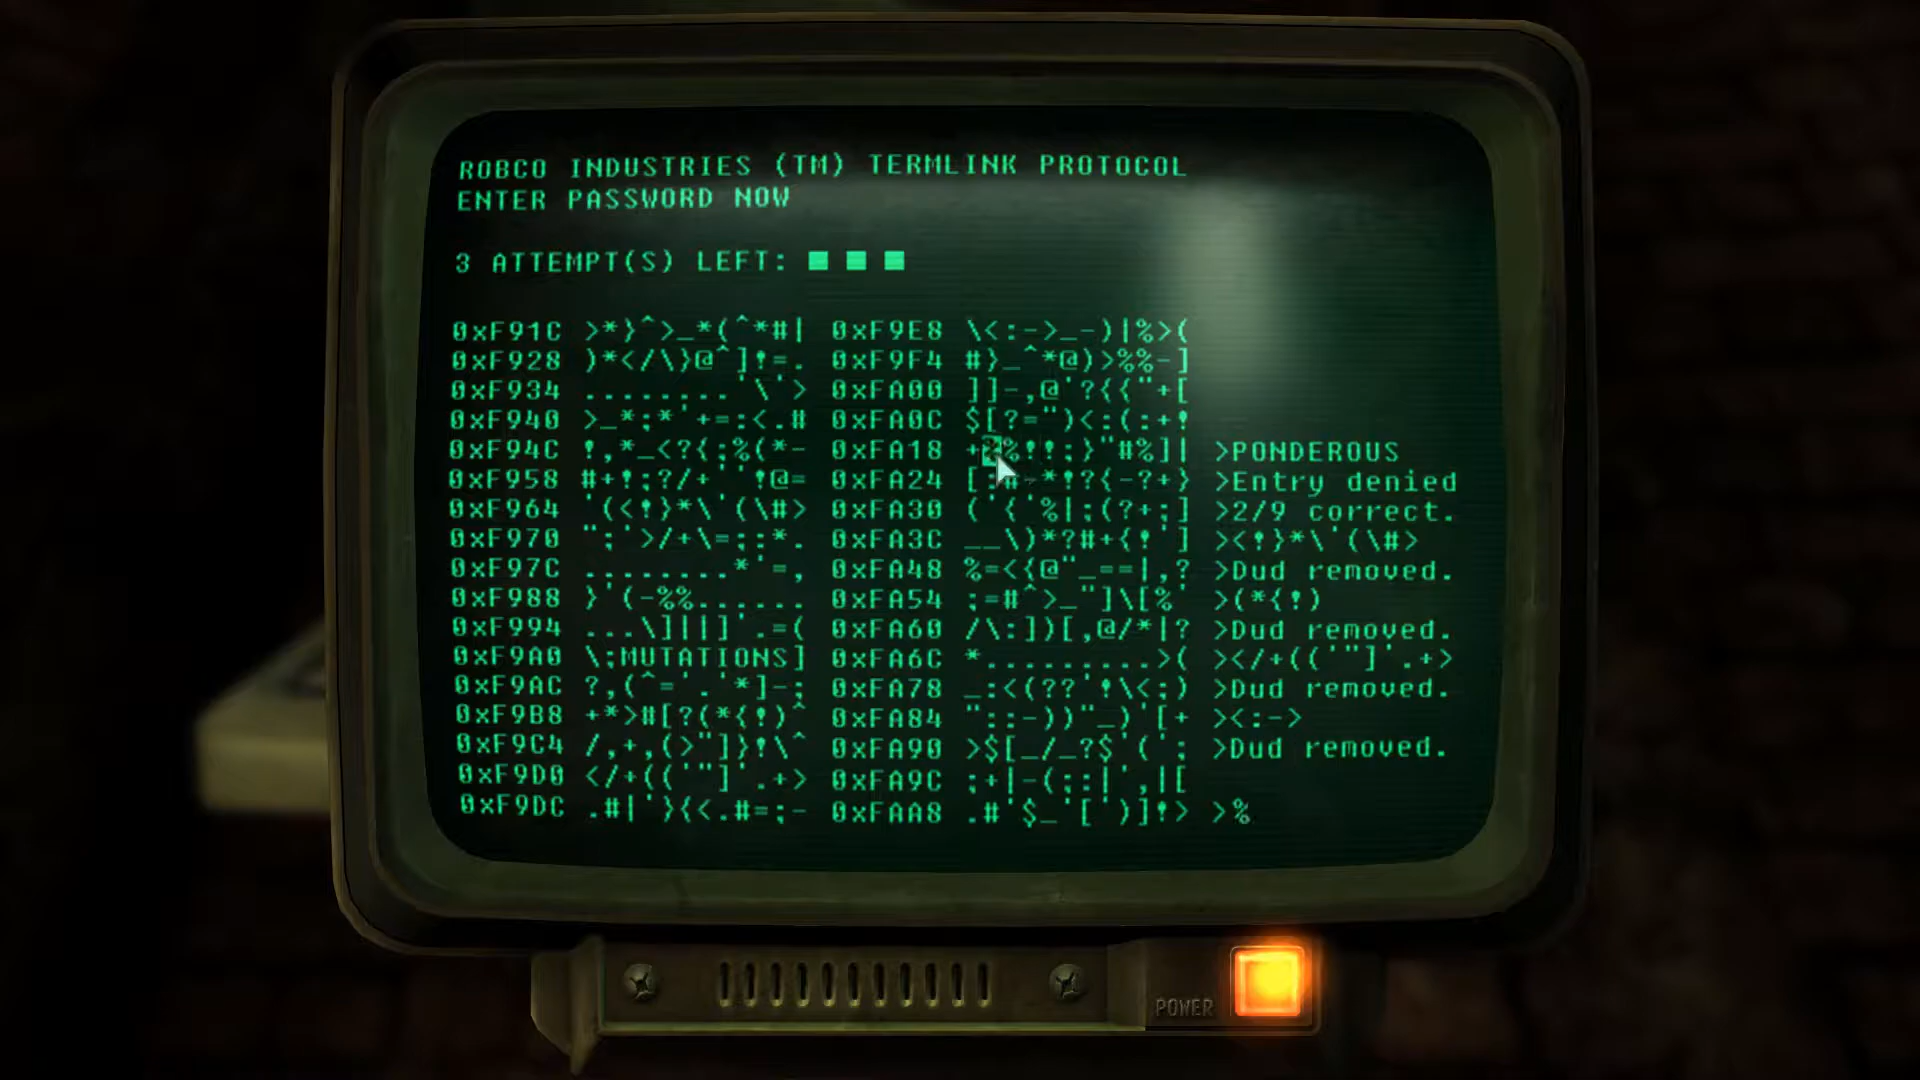 ROBCO INDUSTRIES (TM) TERMLINK PROTOCOL
ENTER PASSWORD NOW
3 ATTEMPT(S) LEFT: ■ ■ ■
0xF91C >*}^>_*(^*#| 0xF9E8 \<:->_-)|%>(
0xF928 )*</\}@^]!=. 0xF9F4 #}_^*@)>%%-]
0xF934 ........'\'> 0xFA00 ]]-,@'?{{"+[
0xF940 >_*;*'+=:<.# 0xFA0C $[?=")<:(:+!
0xF94C !,*_<?{;%(*- 0xFA18 +%%!!;}"#%]| >PONDEROUS
0xF958 #+!;?/+''!@= 0xFA24 [:#-*!?{-?+} >Entry denied
0xF964 '(<!}*\'(\#> 0xFA30 ('{'%|;(?+;] >2/9 correct.
0xF970 ";'>/+\=;:*. 0xFA3C __\)*?#+{!'] ><!}*\'(\#>
0xF97C ........*'=, 0xFA48 %=<{@"_==|,? >Dud removed.
0xF988 }'(-%%...... 0xFA54 ;=#^>_"]\[%' >(*{!)
0xF994 ...\]||]'.=( 0xFA60 /\:])[,@/*|? >Dud removed.
0xF9A0 \;MUTATIONS] 0xFA6C *.........>( ></+(('"]'.+>
0xF9AC ?,(^='.'*]-; 0xFA78 _:<(??'!\<;) >Dud removed.
0xF9B8 +*>#[?(*{!)^ 0xFA84 "::-))"_)'[+ ><:->
0xF9C4 /,+,(>"]}!\^ 0xFA90 >$[_/_?$'('; >Dud removed.
0xF9D0 </+(('"]'.+> 0xFA9C ;+|-(;:|',|[
0xF9DC .#|'}{<.#=;- 0xFAA8 .#'$_'[')]!> >%
POWER